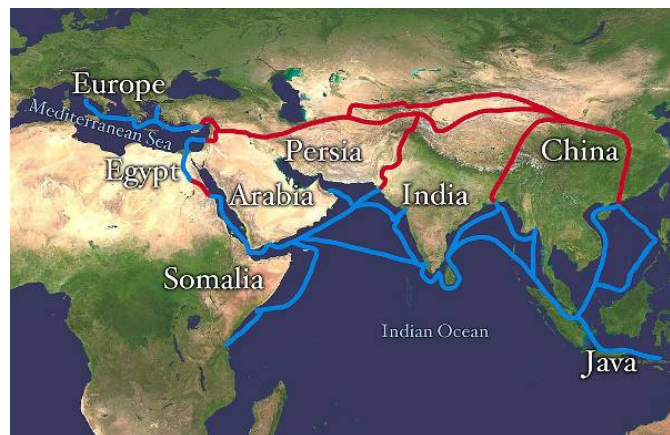 Europe
Mediterranean Sea
Egypt
Persia
China
Arabia
India
Somalia
Indian Ocean
Java